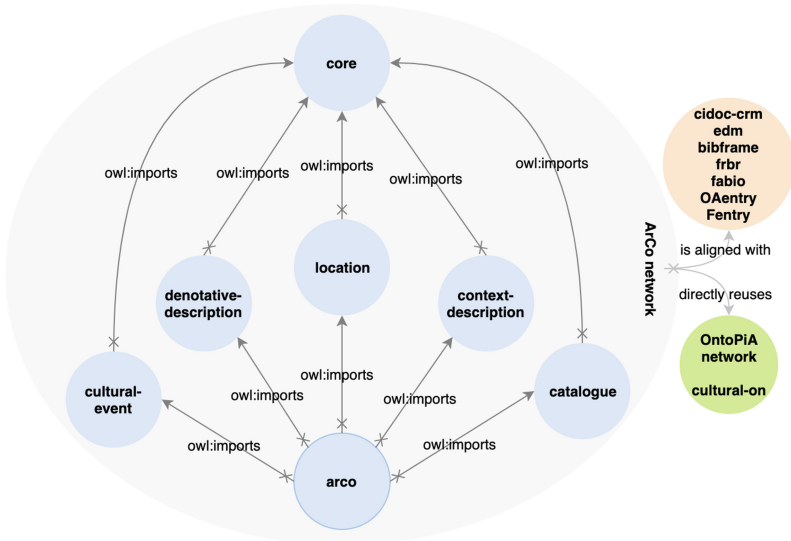 core
owl:imports
owl:imports
owl:imports
owl:imports
owl:imports
location
denotative-
description
context-
description
cultural-
event
catalogue
owl:imports
owl:imports
owl:imports
owl:imports
owl:imports
arco
ArCo network
cidoc-crm
edm
bibframe
frbr
fabio
OAentry
Fentry
is aligned with
directly reuses
OntoPiA
network
cultural-on